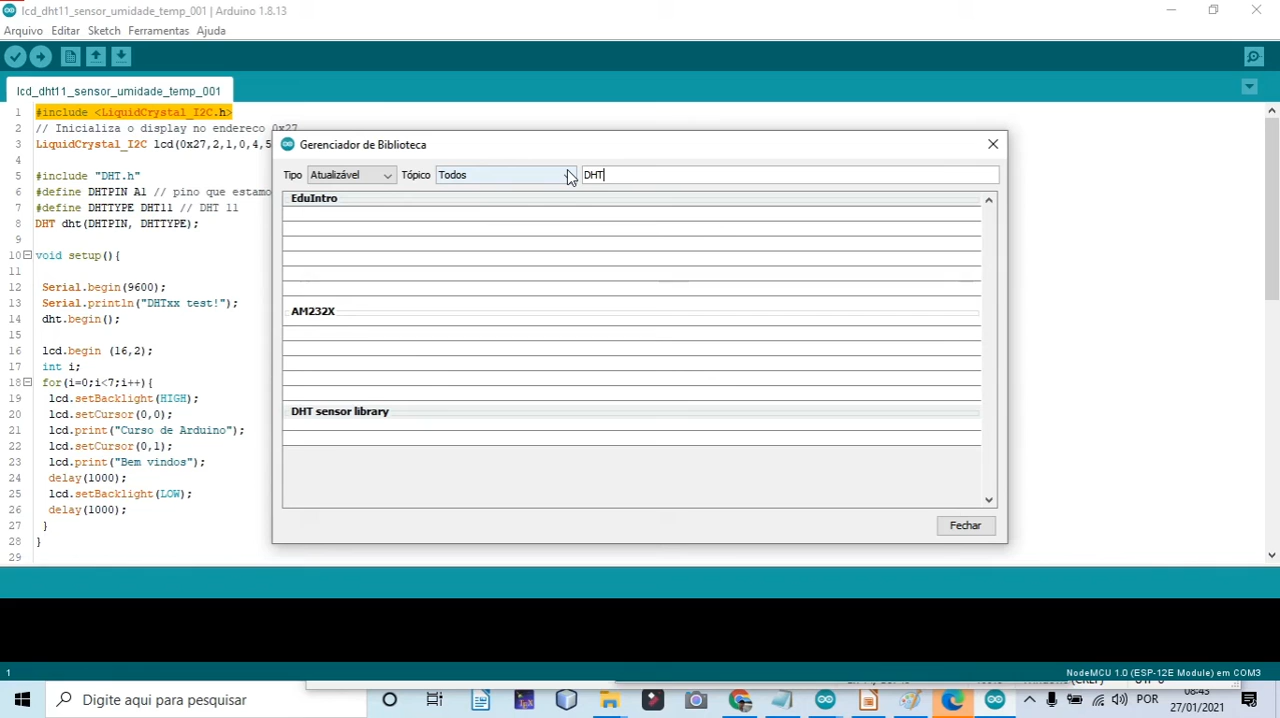 lcd_dht11_sensor_umidade_temp_001 | Arduino 1.8.13
Arquivo Editar Sketch Ferramentas Ajuda
lcd_dht11_sensor_umidade_temp_001
1 #include <LiquidCrystal_I2C.h>
2 // Inicializa o display no endereco 0x27
3 LiquidCrystal_I2C lcd(0x27,2,1,0,4,5
4
5 #include "DHT.h"
6 #define DHTPIN A1 // pino que estamo
7 #define DHTTYPE DHT11 // DHT 11
8 DHT dht(DHTPIN, DHTTYPE);
9
10 void setup(){
11
12 Serial.begin(9600);
13 Serial.println("DHTxx test!");
14 dht.begin();
15
16 lcd.begin (16,2);
17 int i;
18 for(i=0;i<7;i++){
19 lcd.setBacklight(HIGH);
20 lcd.setCursor(0,0);
21 lcd.print("Curso de Arduino");
22 lcd.setCursor(0,1);
23 lcd.print("Bem vindos");
24 delay(1000);
25 lcd.setBacklight(LOW);
26 delay(1000);
27 }
28 }
29
Gerenciador de Biblioteca
Tipo Atualizável Tópico Todos DHT
EduIntro
AM232X
DHT sensor library
Fechar
1 NodeMCU 1.0 (ESP-12E Module) em COM3
Digite aqui para pesquisar
POR
08:43
27/01/2021